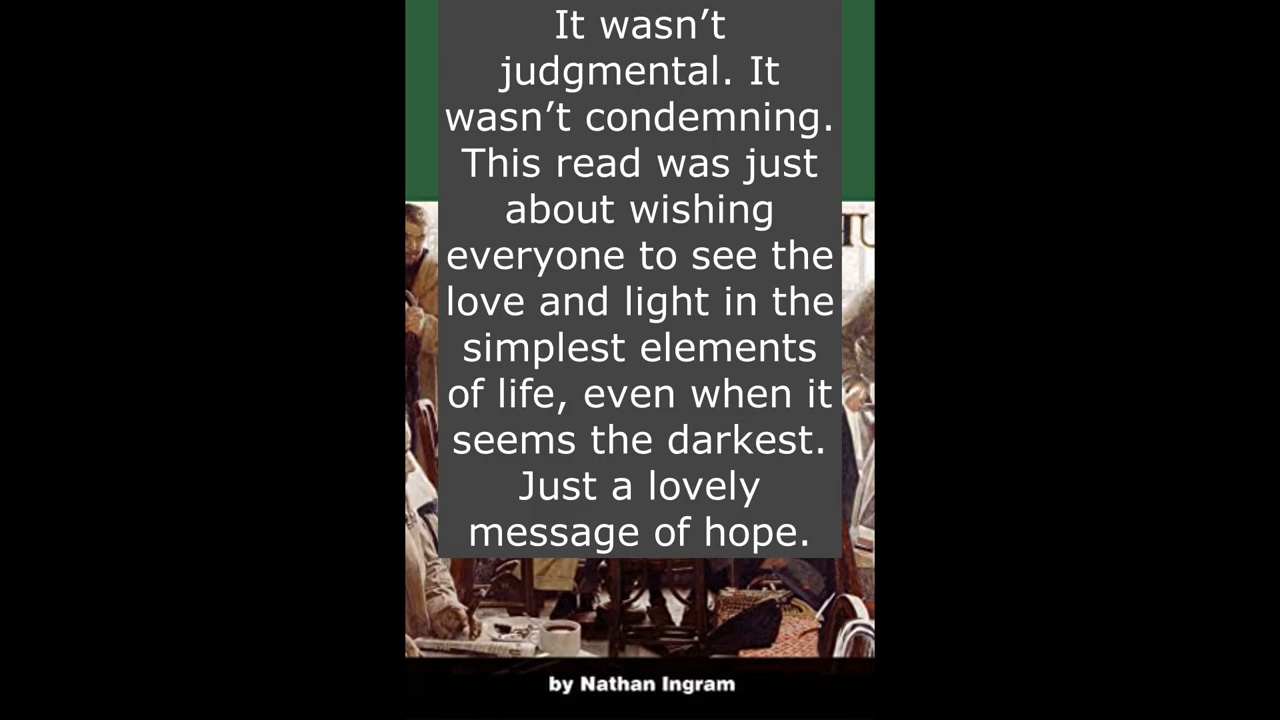 It wasn’t
judgmental. It
wasn’t condemning.
This read was just
about wishing
everyone to see the
love and light in the
simplest elements
of life, even when it
seems the darkest.
Just a lovely
message of hope.
by Nathan Ingram